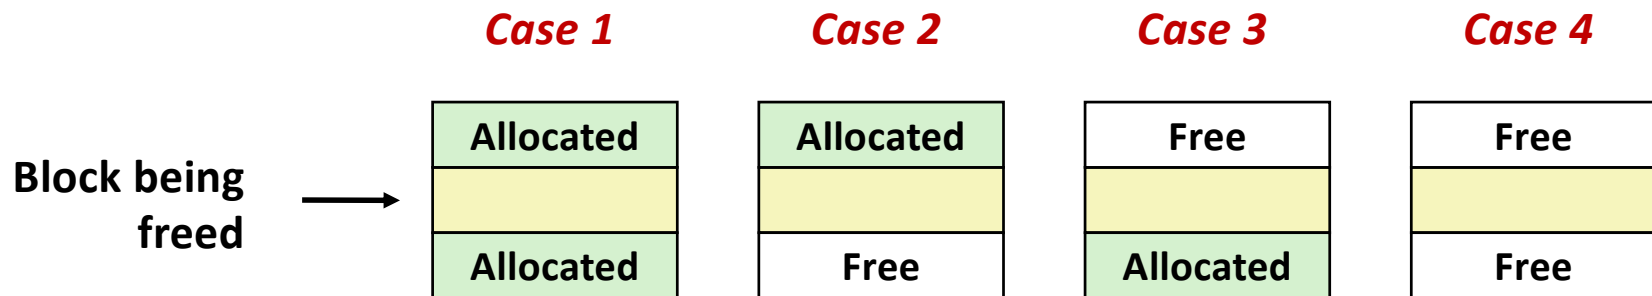 Case 1 Case 2 Case 3 Case 4
Allocated Allocated Free Free
Block being
freed
Allocated Free Allocated Free